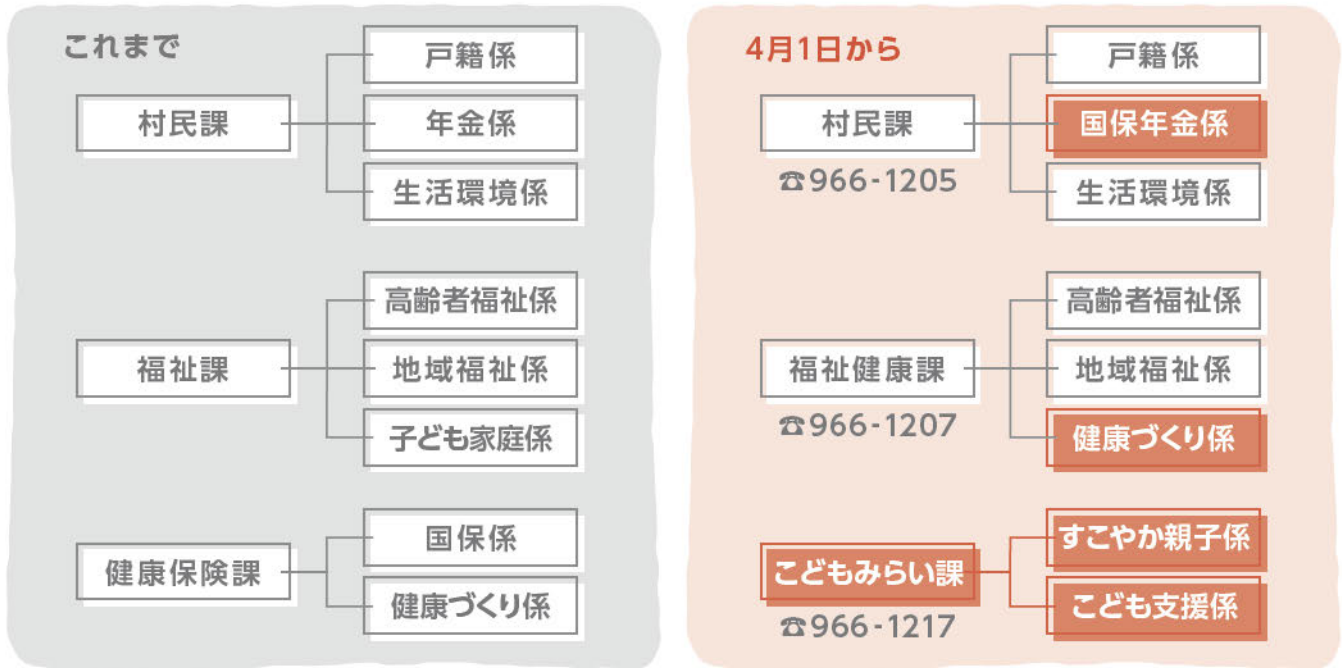 これまで
村民課
戸籍係
年金係
生活環境係
福祉課
高齢者福祉係
地域福祉係
子ども家庭係
健康保険課
国保係
健康づくり係
4月1日から
村民課
☎966-1205
戸籍係
国保年金係
生活環境係
福祉健康課
☎966-1207
高齢者福祉係
地域福祉係
健康づくり係
こどもみらい課
☎966-1217
すこやか親子係
こども支援係